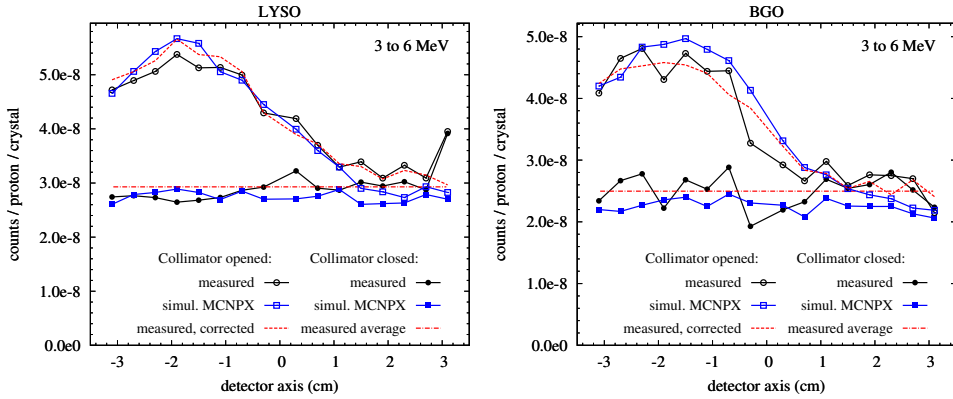 LYSO
3 to 6 MeV
counts / proton / crystal
5.0e-8
4.0e-8
3.0e-8
2.0e-8
1.0e-8
0.0e0
Collimator opened: Collimator closed:
measured measured
simul. MCNPX simul. MCNPX
measured, corrected measured average
-3 -2 -1 0 1 2 3
detector axis (cm)
BGO
3 to 6 MeV
counts / proton / crystal
5.0e-8
4.0e-8
3.0e-8
2.0e-8
1.0e-8
0.0e0
Collimator opened: Collimator closed:
measured measured
simul. MCNPX simul. MCNPX
measured, corrected measured average
-3 -2 -1 0 1 2 3
detector axis (cm)